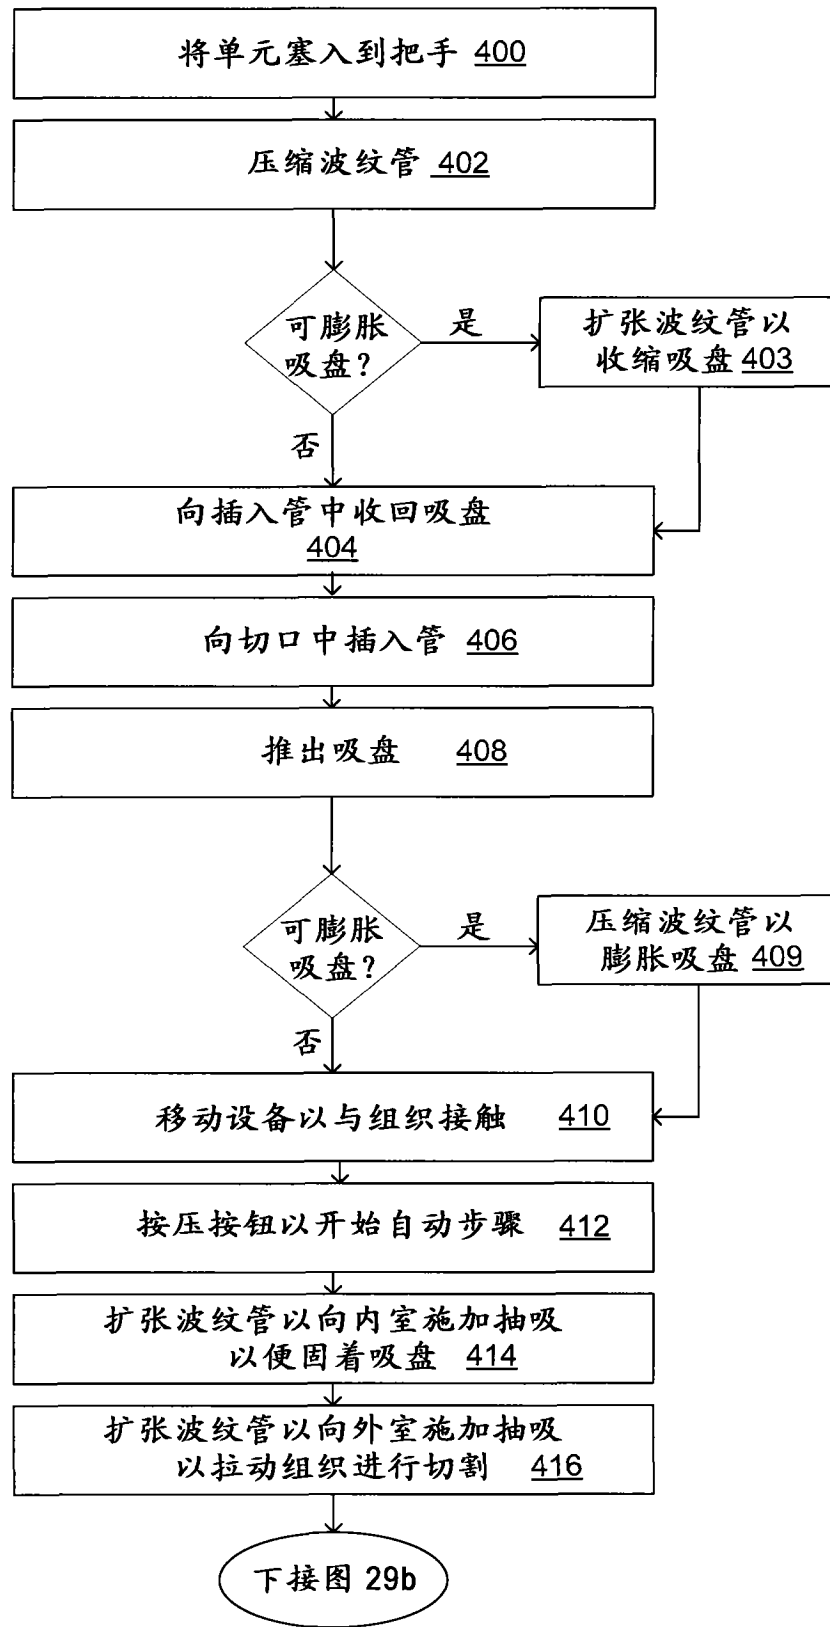 将单元塞入到把手 400
压缩波纹管 402
可膨胀
吸盘?
是
扩张波纹管以
收缩吸盘 403
否
向插入管中收回吸盘
404
向切口中插入管 406
推出吸盘 408
可膨胀
吸盘?
是
压缩波纹管以
膨胀吸盘 409
否
移动设备以与组织接触 410
按压按钮以开始自动步骤 412
扩张波纹管以向内室施加抽吸
以便固着吸盘 414
扩张波纹管以向外室施加抽吸
以拉动组织进行切割 416
下接图 29b